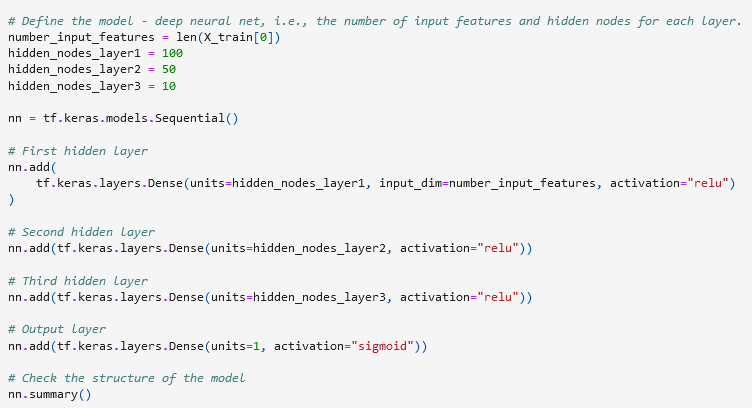 # Define the model - deep neural net, i.e., the number of input features and hidden nodes for each layer.
number_input_features = len(X_train[0])
hidden_nodes_layer1 = 100
hidden_nodes_layer2 = 50
hidden_nodes_layer3 = 10

nn = tf.keras.models.Sequential()

# First hidden layer
nn.add(
    tf.keras.layers.Dense(units=hidden_nodes_layer1, input_dim=number_input_features, activation="relu")
)

# Second hidden layer
nn.add(tf.keras.layers.Dense(units=hidden_nodes_layer2, activation="relu"))

# Third hidden layer
nn.add(tf.keras.layers.Dense(units=hidden_nodes_layer3, activation="relu"))

# Output layer
nn.add(tf.keras.layers.Dense(units=1, activation="sigmoid"))

# Check the structure of the model
nn.summary()